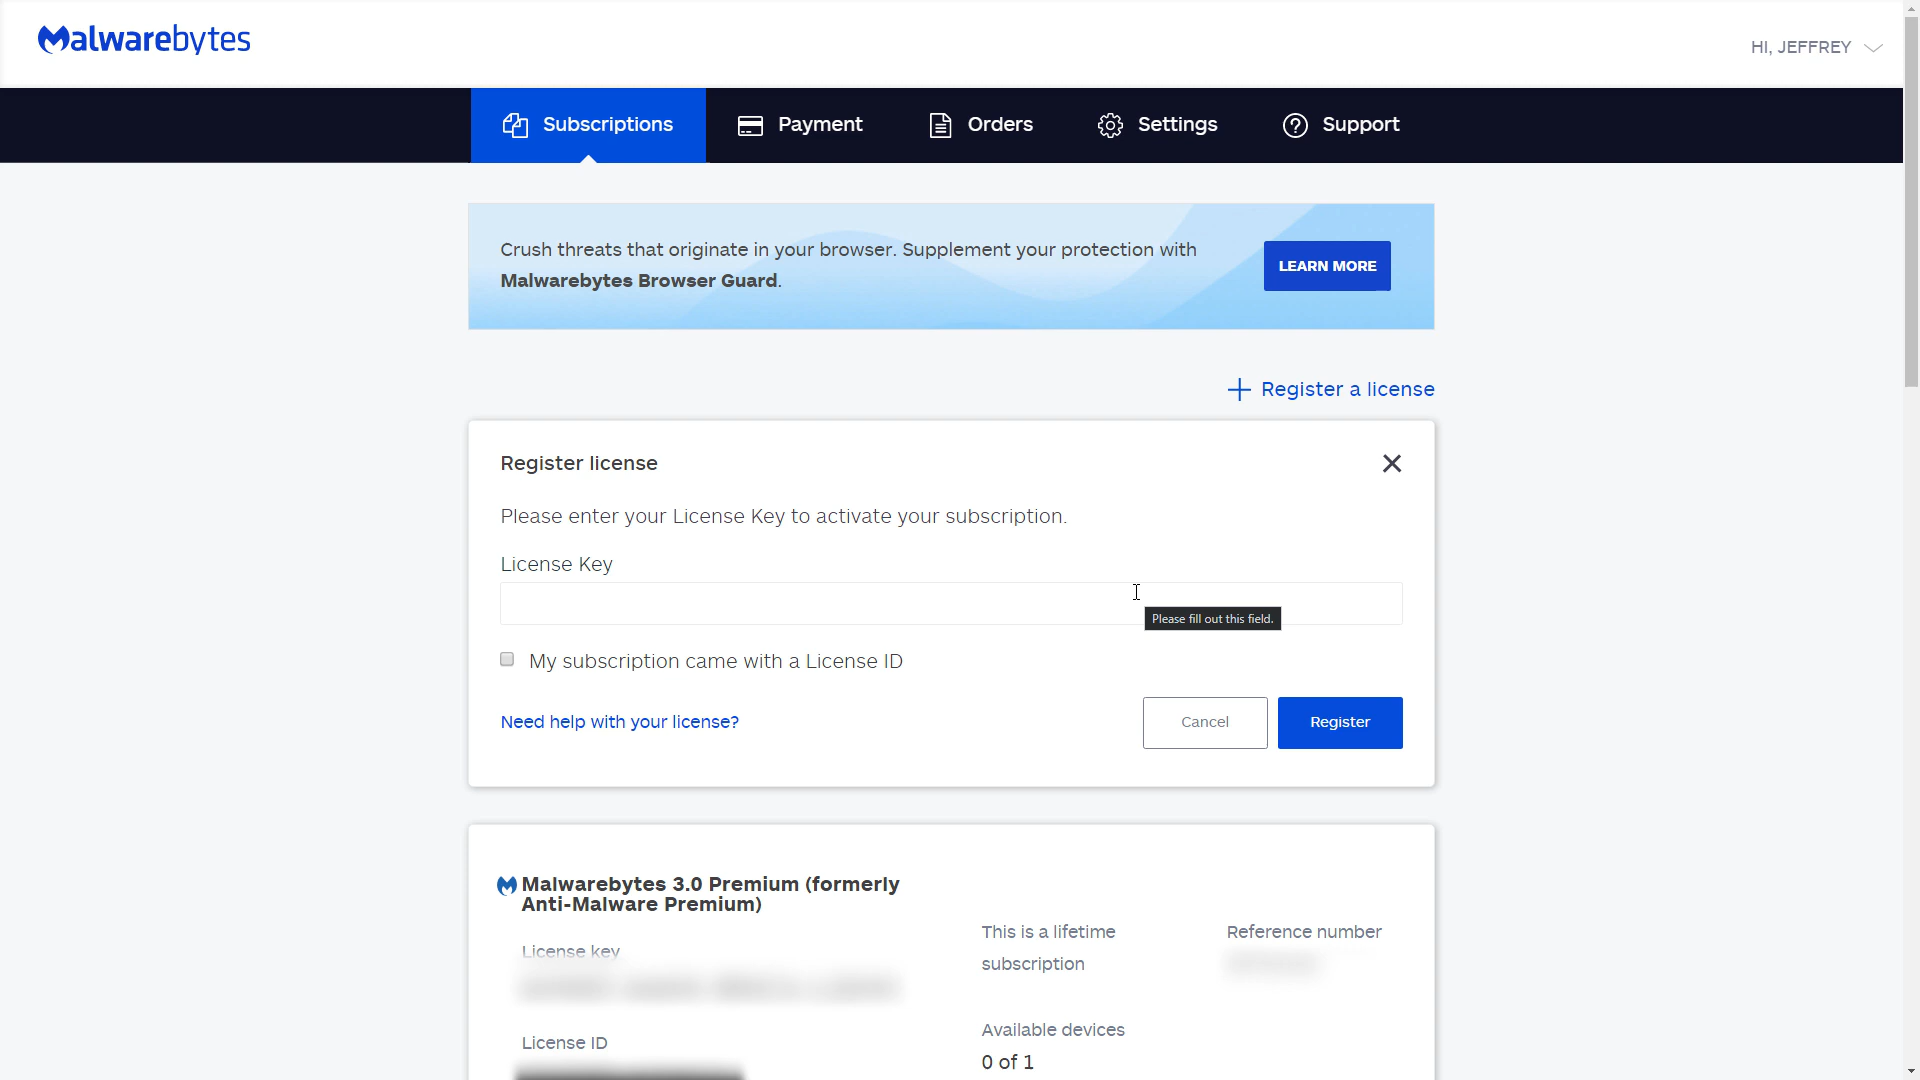 Malwarebytes
HI, JEFFREY
Subscriptions
Payment
Orders
Settings
Support
Crush threats that originate in your browser. Supplement your protection with
Malwarebytes Browser Guard.
LEARN MORE
Register a license
Register license
Please enter your License Key to activate your subscription.
License Key
Please fill out this field.
My subscription came with a License ID
Need help with your license?
Cancel
Register
Malwarebytes 3.0 Premium (formerly
Anti-Malware Premium)
License key
License ID
This is a lifetime
subscription
Available devices
0 of 1
Reference number